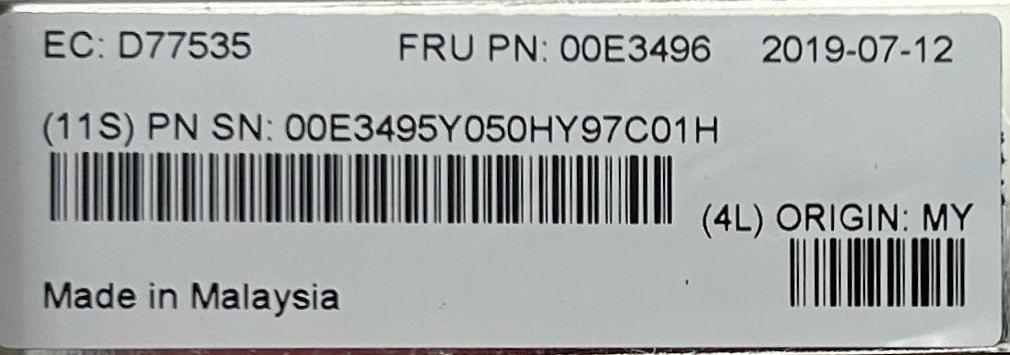 EC: D77535 FRU PN: 00E3496 2019-07-12
(11S) PN SN: 00E3495Y050HY97C01H
(4L) ORIGIN: MY
Made in Malaysia